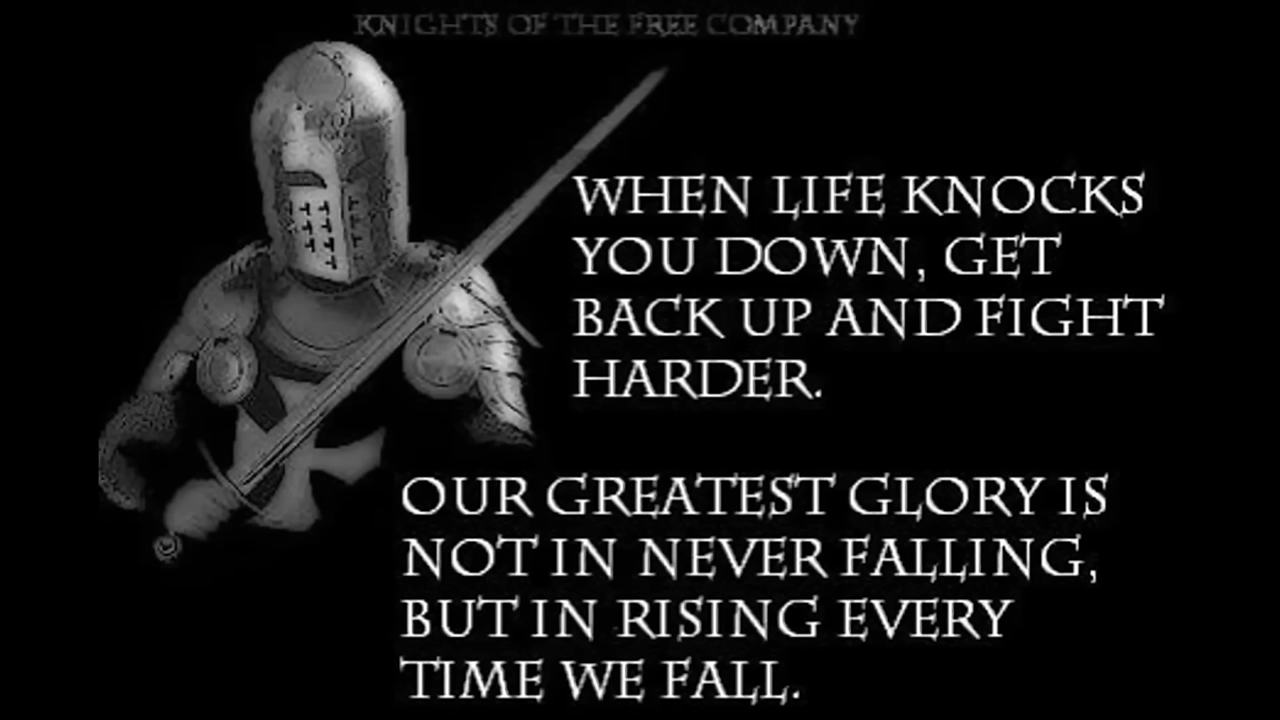 KNIGHTS OF THE FREE COMPANY
WHEN LIFE KNOCKS
YOU DOWN, GET
BACK UP AND FIGHT
HARDER.
OUR GREATEST GLORY IS
NOT IN NEVER FALLING,
BUT IN RISING EVERY
TIME WE FALL.